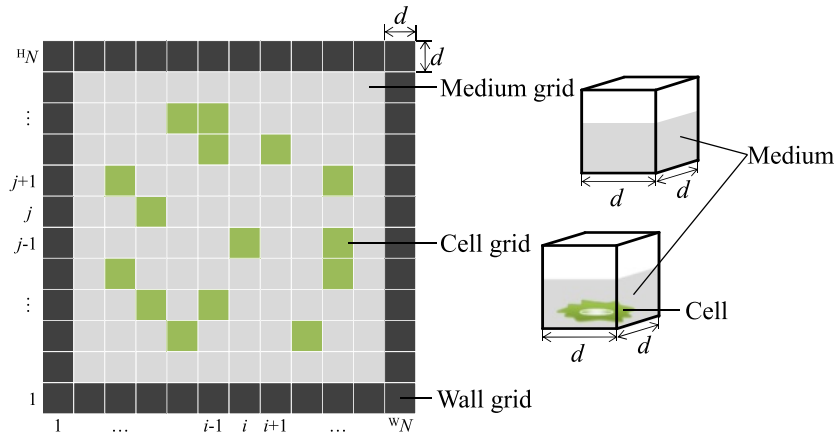 d
d
ᴴN
Medium grid
⋮
j+1
j
j-1
Cell grid
⋮
1
Wall grid
1
...
i-1
i
i+1
...
ᵂN
Medium
d
d
Cell
d
d